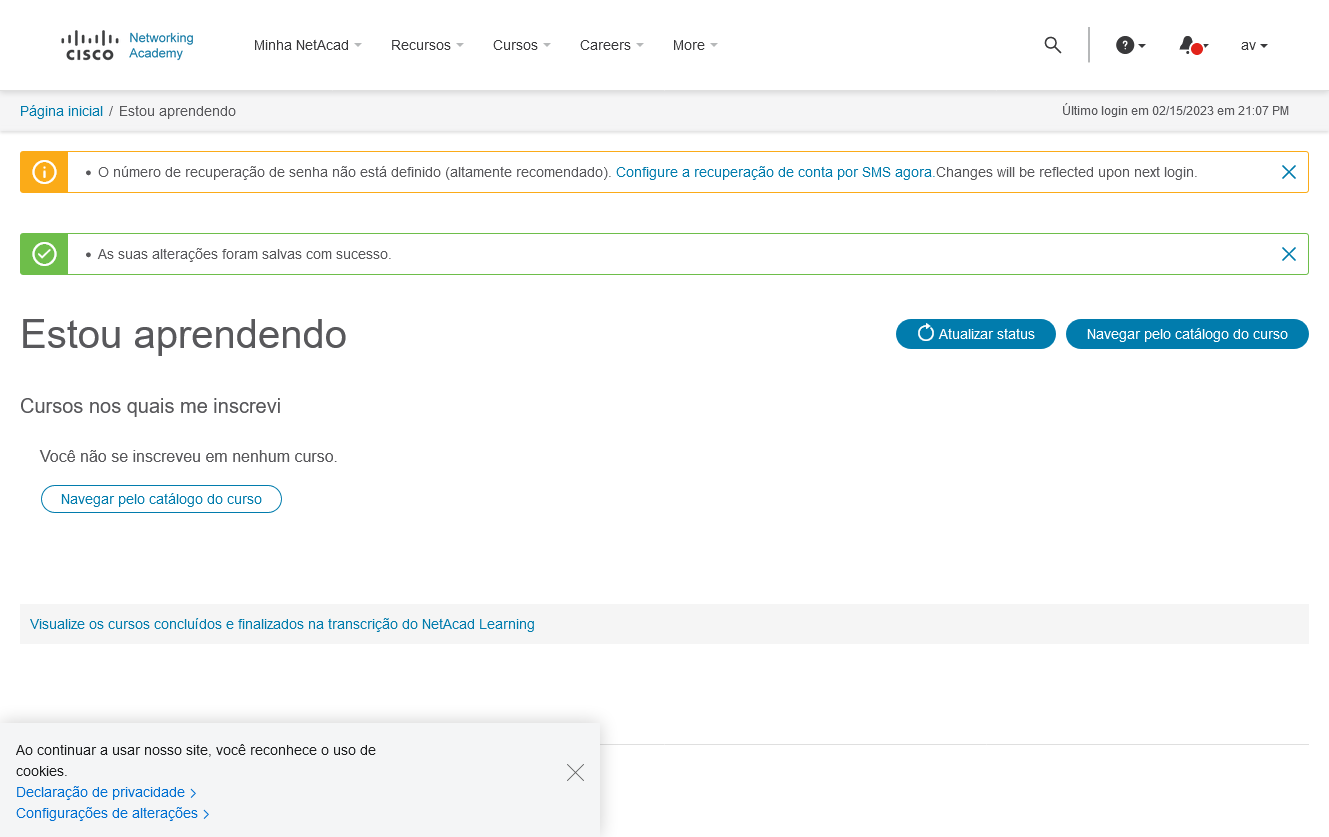 cisco Networking Academy
Minha NetAcad Recursos Cursos Careers More ? av
Página inicial / Estou aprendendo Último login em 02/15/2023 em 21:07 PM
• O número de recuperação de senha não está definido (altamente recomendado). Configure a recuperação de conta por SMS agora.Changes will be reflected upon next login.
• As suas alterações foram salvas com sucesso.
Estou aprendendo Atualizar status Navegar pelo catálogo do curso
Cursos nos quais me inscrevi
Você não se inscreveu em nenhum curso.
Navegar pelo catálogo do curso
Visualize os cursos concluídos e finalizados na transcrição do NetAcad Learning
Ao continuar a usar nosso site, você reconhece o uso de
cookies.
Declaração de privacidade >
Configurações de alterações >